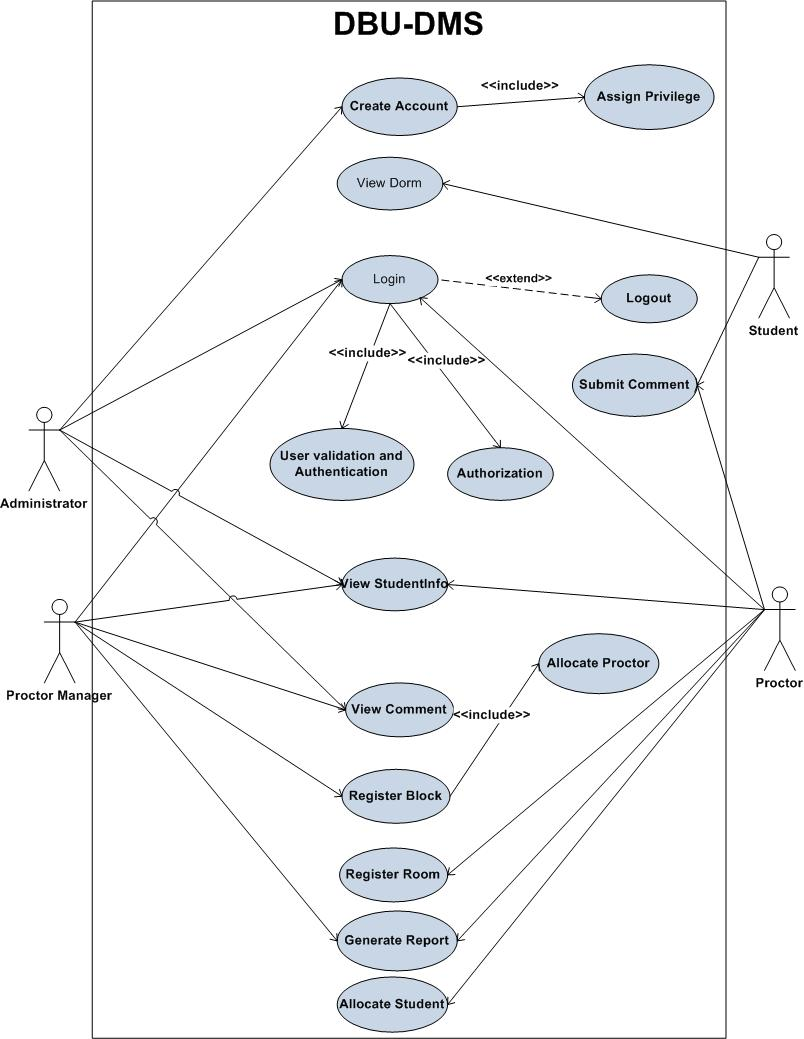 DBU-DMS
<<include>>
Create Account
Assign Privilege
View Dorm
Login
<<extend>>
Logout
Student
<<include>>
<<include>>
Submit Comment
User validation and
Authentication
Authorization
Administrator
View StudentInfo
Allocate Proctor
Proctor
Proctor Manager
View Comment
<<include>>
Register Block
Register Room
Generate Report
Allocate Student